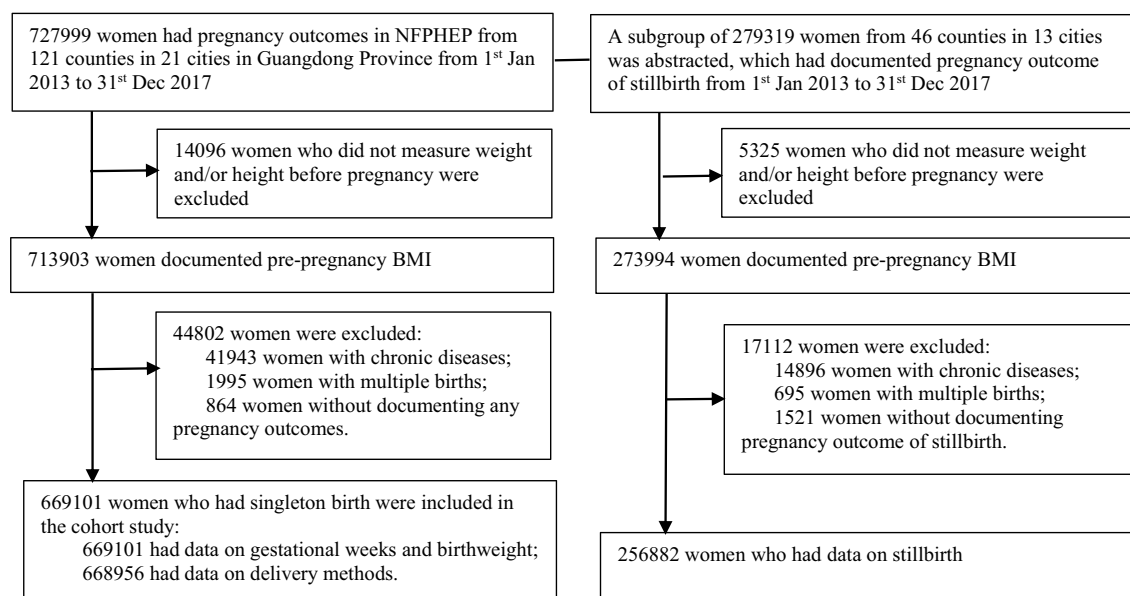 727999 women had pregnancy outcomes in NFPHEP from
121 counties in 21 cities in Guangdong Province from 1st Jan
2013 to 31st Dec 2017
A subgroup of 279319 women from 46 counties in 13 cities
was abstracted, which had documented pregnancy outcome
of stillbirth from 1st Jan 2013 to 31st Dec 2017
14096 women who did not measure weight
and/or height before pregnancy were
excluded
5325 women who did not measure weight
and/or height before pregnancy were
excluded
713903 women documented pre-pregnancy BMI
273994 women documented pre-pregnancy BMI
44802 women were excluded:
41943 women with chronic diseases;
1995 women with multiple births;
864 women without documenting any
pregnancy outcomes.
17112 women were excluded:
14896 women with chronic diseases;
695 women with multiple births;
1521 women without documenting
pregnancy outcome of stillbirth.
669101 women who had singleton birth were included in
the cohort study:
669101 had data on gestational weeks and birthweight;
668956 had data on delivery methods.
256882 women who had data on stillbirth